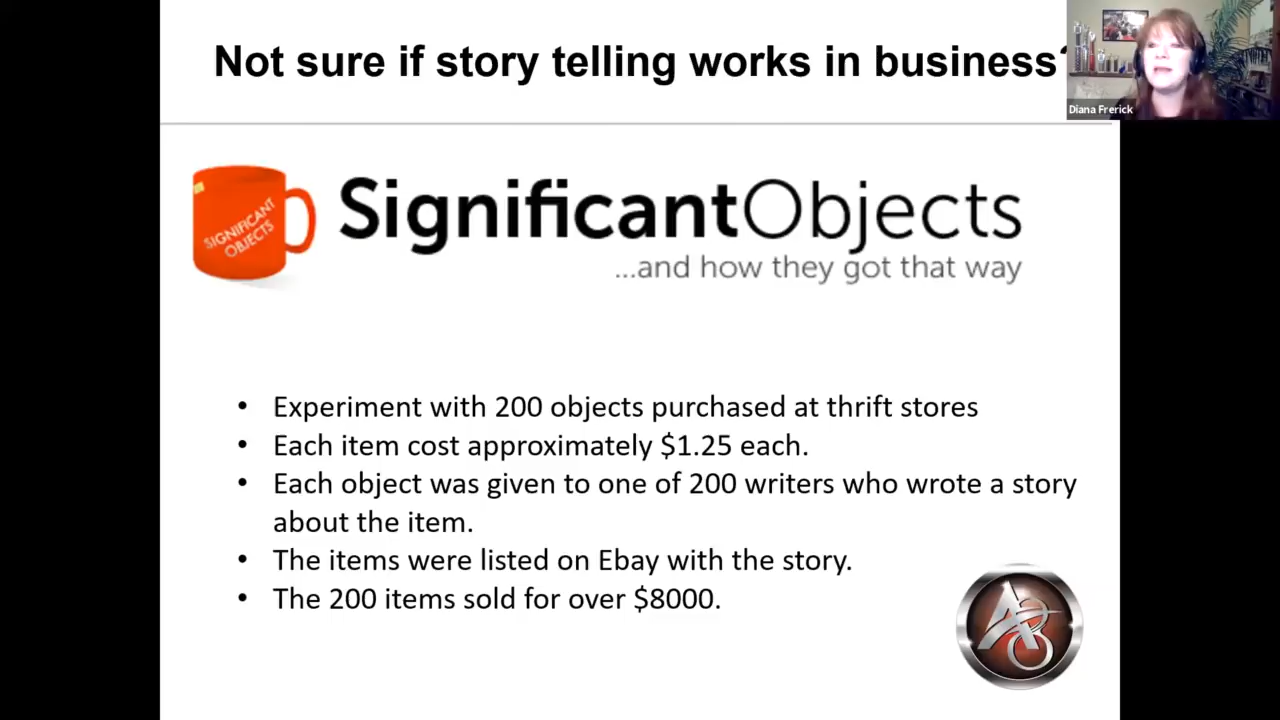 Not sure if story telling works in business?
Diana Frerick
SIGNIFICANT
OBJECTS
SignificantObjects
...and how they got that way
• Experiment with 200 objects purchased at thrift stores
• Each item cost approximately $1.25 each.
• Each object was given to one of 200 writers who wrote a story
about the item.
• The items were listed on Ebay with the story.
• The 200 items sold for over $8000.